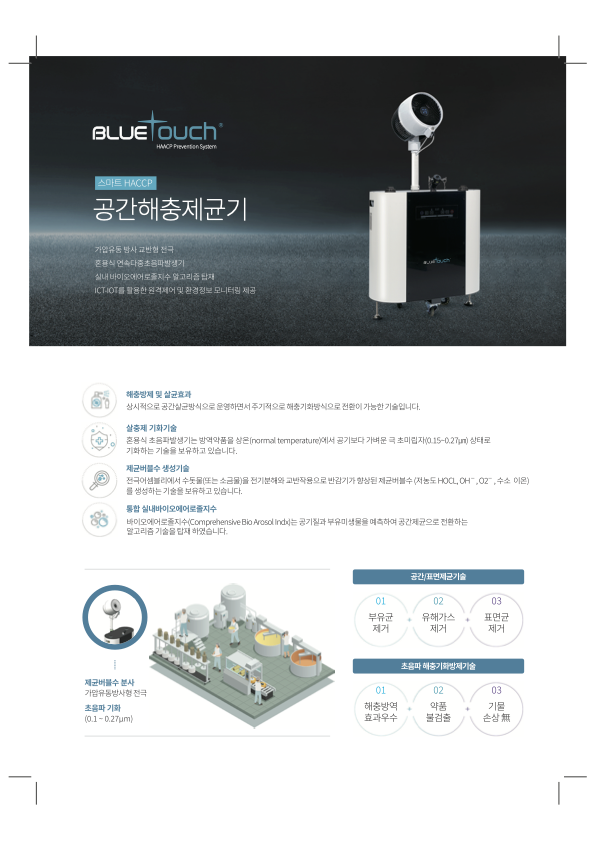 BLUETOUCH®
HAACP Prevention System
스마트 HACCP
공간해충제균기
가압유동 방사 교반형 전극
혼용식 연속다중초음파발생기
실내 바이오에어로졸지수 알고리즘 탑재
ICT-IOT를 활용한 원격제어 및 환경정보 모니터링 제공
BLUETOUCH
해충방제 및 살균효과
상시적으로 공간살균방식으로 운영하면서 주기적으로 해충기화방식으로 전환이 가능한 기술입니다.
살충제 기화기술
혼용식 초음파발생기는 방역약품을 상온(normal temperature)에서 공기보다 가벼운 극 초미립자(0.15~0.27㎛) 상태로
기화하는 기술을 보유하고 있습니다.
제균버블수 생성기술
전극어셈블리에서 수돗물(또는 소금물)을 전기분해와 교반작용으로 반감기가 향상된 제균버블수 (저농도 HOCL, OH⁻, O2⁻, 수소 이온)
를 생성하는 기술을 보유하고 있습니다.
통합 실내바이오에어로졸지수
바이오에어로졸지수(Comprehensive Bio Arosol Indx)는 공기질과 부유미생물을 예측하여 공간제균으로 전환하는
알고리즘 기술을 탑재 하였습니다.
제균버블수 분사
가압유동방사형 전극
초음파 기화
(0.1 ~ 0.27μm)
공간/표면제균기술
01 02 03
부유균 + 유해가스 + 표면균
제거 제거 제거
초음파 해충기화방제기술
01 02 03
해충방역 + 약품 + 기물
효과우수 불검출 손상 無